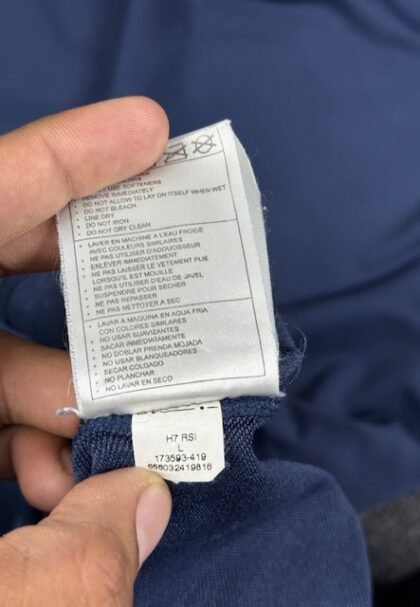 USE SOFTENERS
REMOVE IMMEDIATELY
• DO NOT ALLOW TO LAY ON ITSELF WHEN WET
• DO NOT BLEACH
• LINE DRY
• DO NOT IRON
• DO NOT DRY CLEAN
• LAVER EN MACHINE A L'EAU FROIDE
AVEC COULEURS SIMILAIRES
• NE PAS UTILISER D'ADOUCISSEUR
• ENLEVER IMMEDIATEMENT
• NE PAS LAISSER LE VETEMENT PLIE
LORSQU'IL EST MOUILLE
• NE PAS UTILISER D'EAU DE JAVEL
• SUSPENDRE POUR SECHER
• NE PAS REPASSER
• NE PAS NETTOYER A SEC
• LAVAR A MAQUINA EN AGUA FRIA
CON COLORES SIMILARES
• NO USAR SUAVIZANTES
• SACAR INMEDIATAMENTE
• NO DOBLAR PRENDA MOJADA
• NO USAR BLANQUEADORES
• SECAR COLGADO
• NO PLANCHAR
• NO LAVAR EN SECO
H7 RSI
L
173593-419